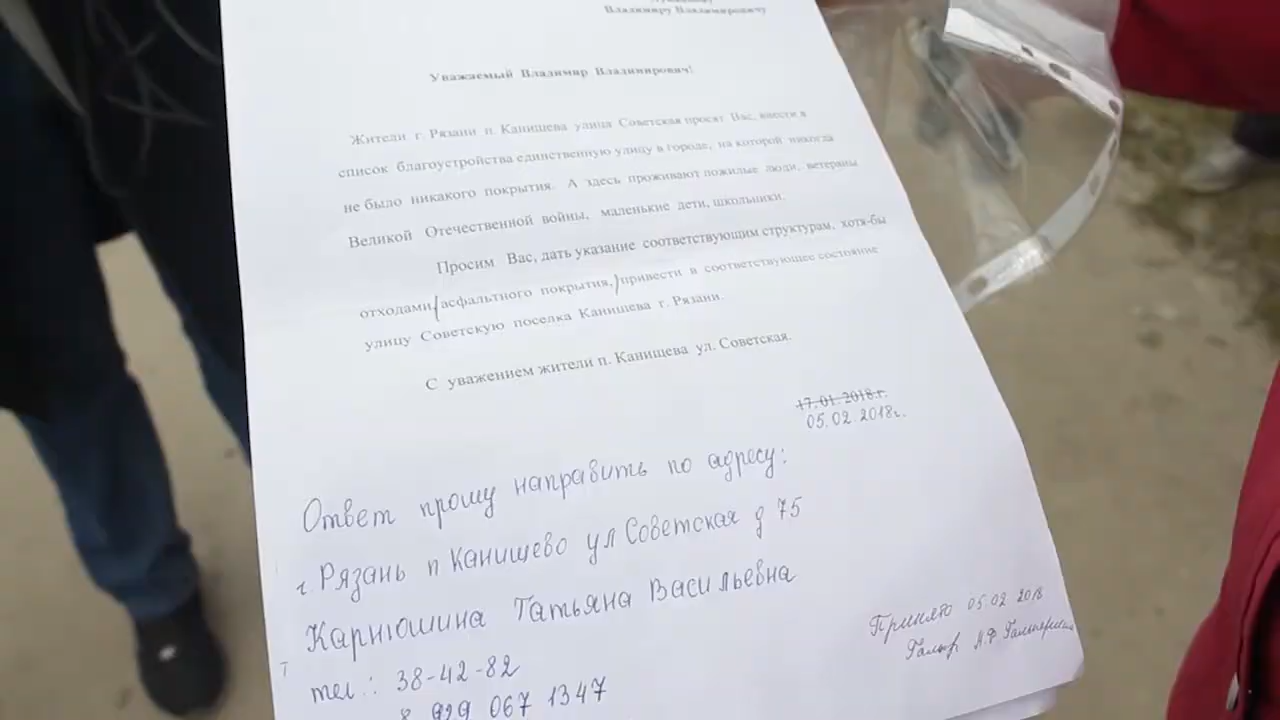 Владимиру Владимировичу
Уважаемый Владимир Владимирович!
Жители г. Рязани п. Канищева улица Советская просят Вас, внести в
список благоустройства единственную улицу в городе, на которой никогда
не было никакого покрытия. А здесь проживают пожилые люди, ветераны
Великой Отечественной войны, маленькие дети, школьники.
Просим Вас, дать указание соответствующим структурам, хотя-бы
отходами(асфальтного покрытия,)привести в соответствующее состояние
улицу Советскую поселка Канищева г. Рязани.
С уважением жители п. Канищева ул. Советская.
17.01.2018 г.
05.02.2018г.
Ответ прошу направить по адресу:
г. Рязань п Канищево ул Советская д 75
Карнюшина Татьяна Васильевна
тел.: 38-42-82
8 929 067 1347
Принято 05.02 2018